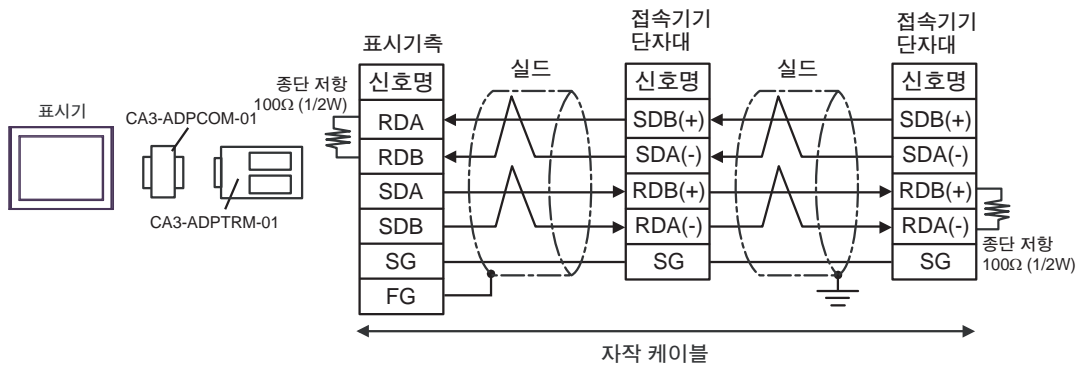 표시기
CA3-ADPCOM-01
CA3-ADPTRM-01
종단 저항
100Ω (1/2W)
표시기측
신호명
RDA
RDB
SDA
SDB
SG
FG
실드
접속기기
단자대
신호명
SDB(+)
SDA(-)
RDB(+)
RDA(-)
SG
실드
접속기기
단자대
신호명
SDB(+)
SDA(-)
RDB(+)
RDA(-)
SG
종단 저항
100Ω (1/2W)
자작 케이블